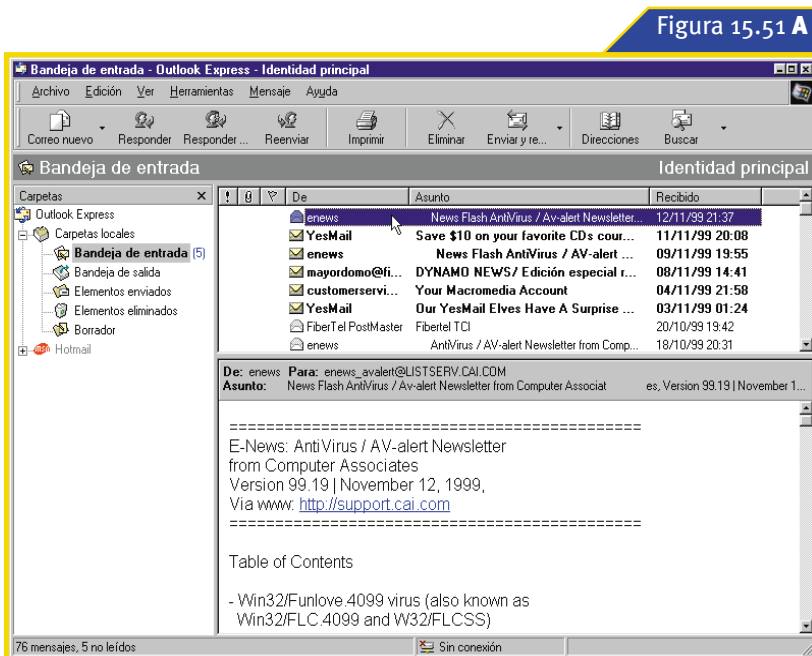 Figura 15.51 A
Bandeja de entrada - Outlook Express - Identidad principal
Archivo Edición Ver Herramientas Mensaje Ayuda
Correo nuevo Responder Responder ... Reenviar Imprimir Eliminar Enviar y re... Direcciones Buscar
Bandeja de entrada Identidad principal
Carpetas x
Outlook Express
Carpetas locales
Bandeja de entrada (5)
Bandeja de salida
Elementos enviados
Elementos eliminados
Borrador
msn Hotmail
! De Asunto Recibido
enews News Flash AntiVirus / Av-alert Newsletter... 12/11/99 21:37
YesMail Save $10 on your favorite CDs cour... 11/11/99 20:08
enews News Flash AntiVirus / AV-alert ... 09/11/99 19:55
mayordomo@fi... DYNAMO NEWS/ Edición especial r... 08/11/99 14:41
customerservi... Your Macromedia Account 04/11/99 21:58
YesMail Our YesMail Elves Have A Surprise ... 03/11/99 01:24
FiberTel PostMaster Fibertel TCI 20/10/99 19:42
enews AntiVirus / AV-alert Newsletter from Comp... 18/10/99 20:31
De: enews Para: enews_avalert@LISTSERV.CAI.COM
Asunto: News Flash AntiVirus / Av-alert Newsletter from Computer Associat es, Version 99.19 | November 1...
=============================================
E-News: AntiVirus / AV-alert Newsletter
from Computer Associates
Version 99.19 | November 12, 1999,
Via www: http://support.cai.com
=============================================
Table of Contents
- Win32/Funlove.4099 virus (also known as
Win32/FLC.4099 and W32/FLCSS)
76 mensajes, 5 no leídos Sin conexión